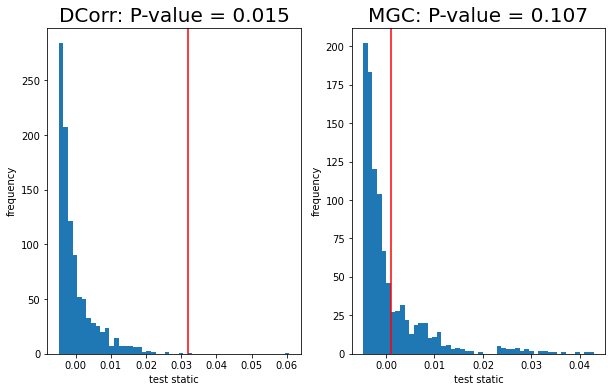 DCorr: P-value = 0.015
frequency
250
200
150
100
50
0
0.00 0.01 0.02 0.03 0.04 0.05 0.06
test static
MGC: P-value = 0.107
frequency
200
175
150
125
100
75
50
25
0
0.00 0.01 0.02 0.03 0.04
test static